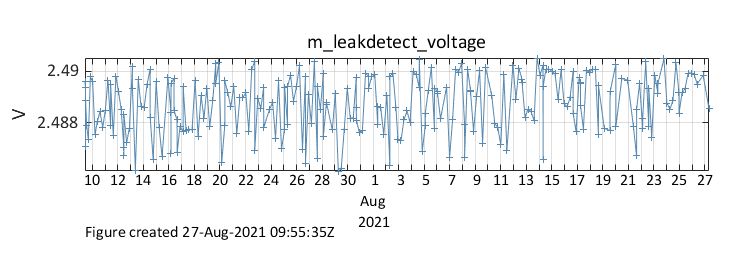 m_leakdetect_voltage
2.49
V
2.488
10 12 14 16 18 20 22 24 26 28 30 1 3 5 7 9 11 13 15 17 19 21 23 25 27
Aug
2021
Figure created 27-Aug-2021 09:55:35Z